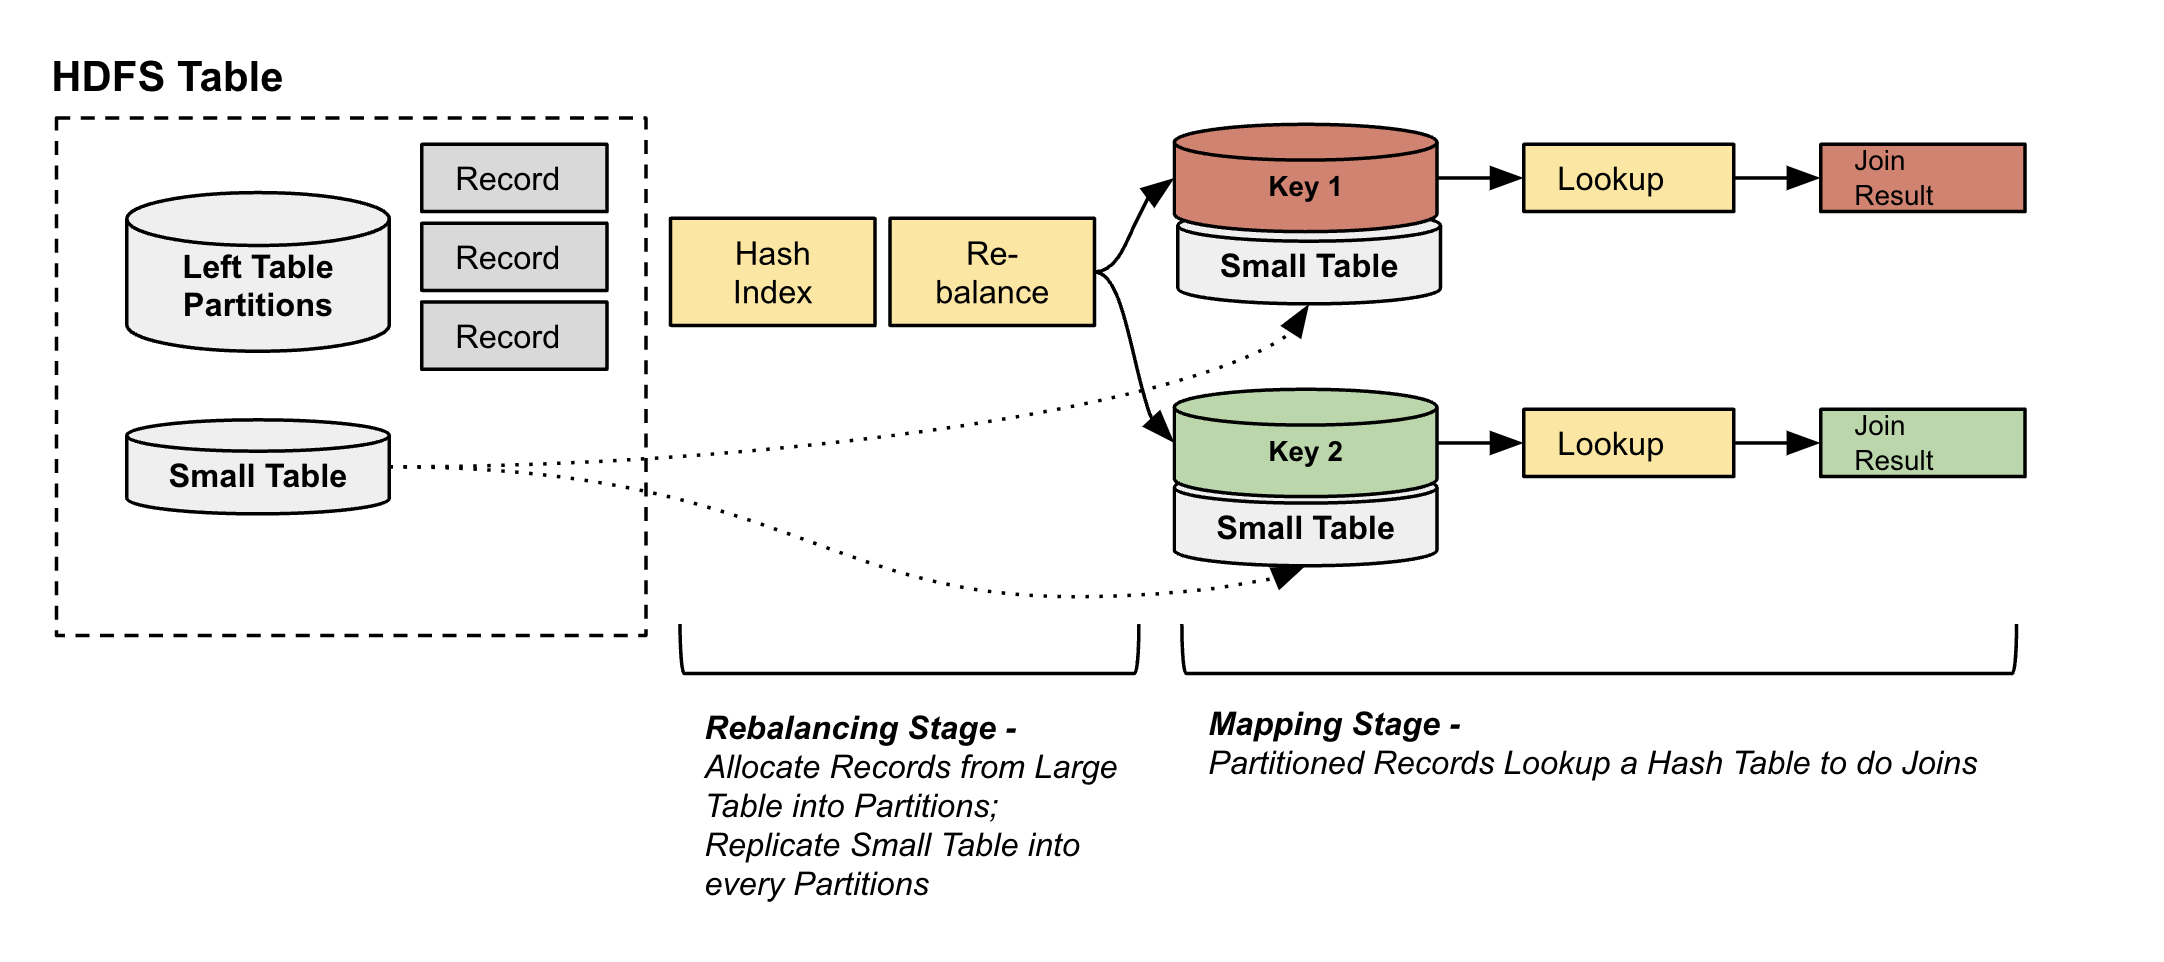 HDFS Table
Left Table
Partitions
Record
Record
Record
Small Table
Hash
Index
Re-
balance
Key 1
Small Table
Lookup
Join
Result
Key 2
Small Table
Lookup
Join
Result
Rebalancing Stage -
Allocate Records from Large
Table into Partitions;
Replicate Small Table into
every Partitions
Mapping Stage -
Partitioned Records Lookup a Hash Table to do Joins